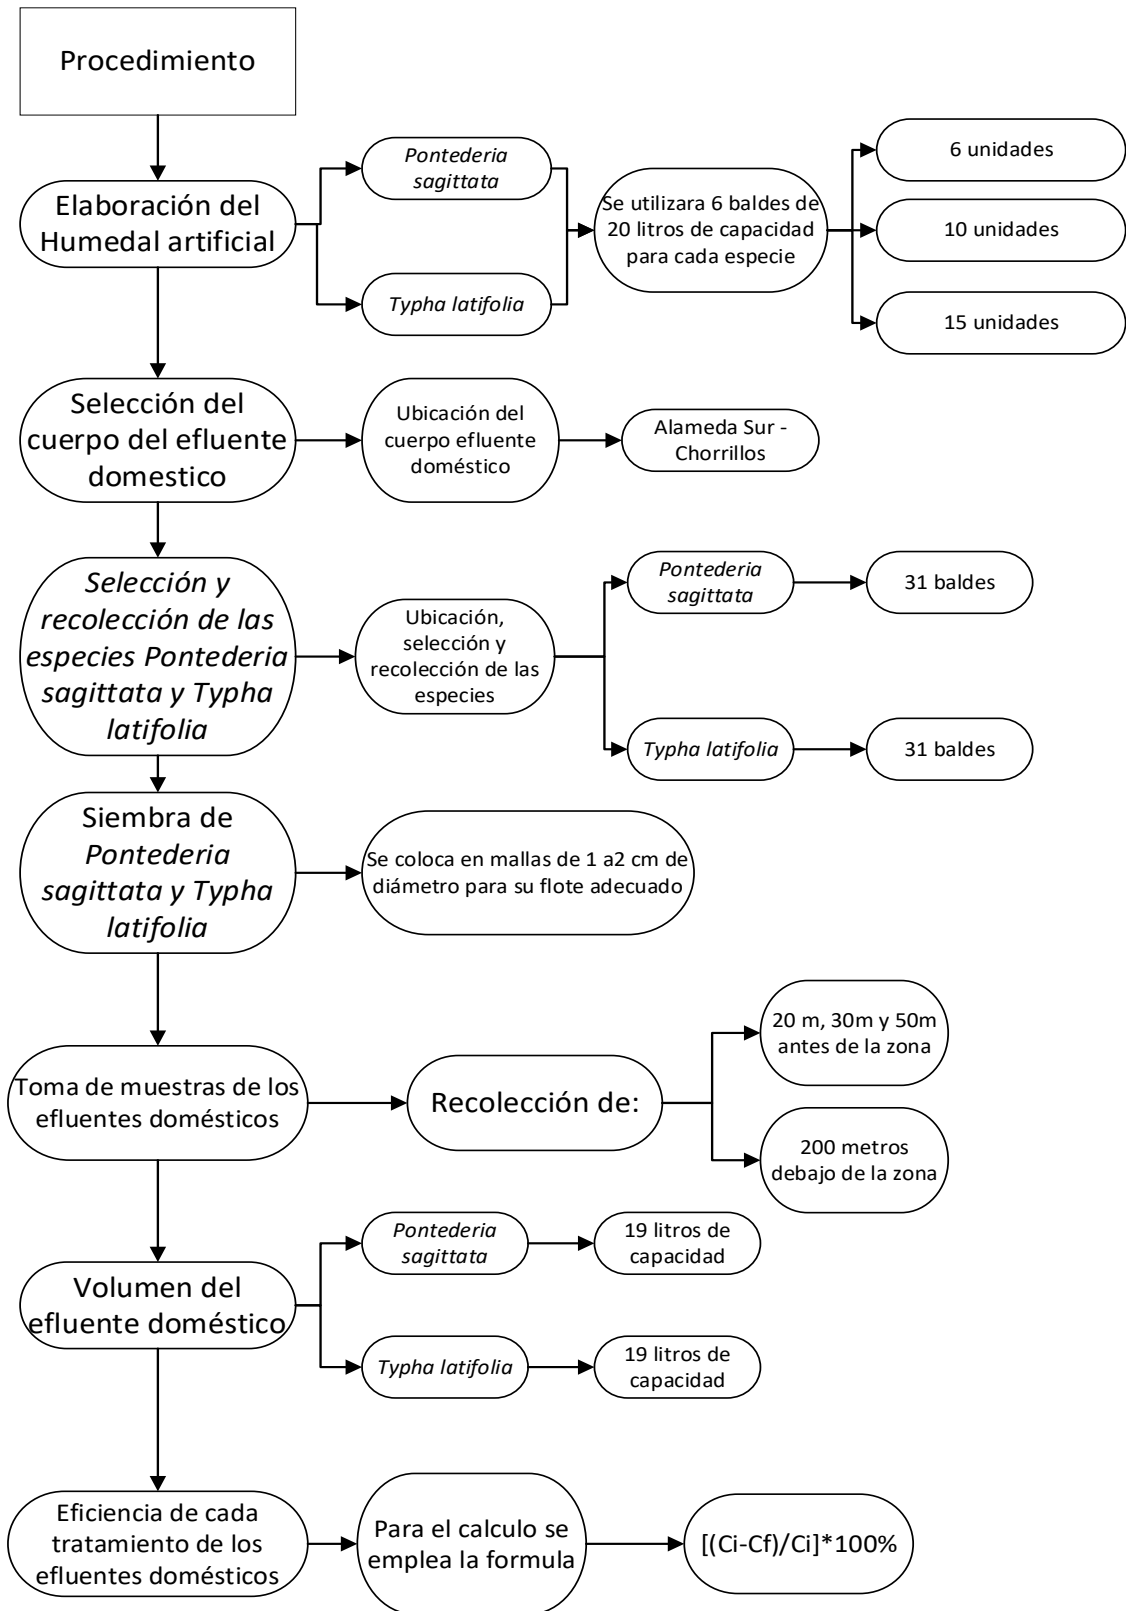 Procedimiento
Elaboración del
Humedal artificial
Pontederia
sagittata
Typha latifolia
Se utilizara 6 baldes de
20 litros de capacidad
para cada especie
6 unidades
10 unidades
15 unidades
Selección del
cuerpo del efluente
domestico
Ubicación del
cuerpo efluente
doméstico
Alameda Sur -
Chorrillos
Selección y
recolección de las
especies Pontederia
sagittata y Typha
latifolia
Ubicación,
selección y
recolección de las
especies
Pontederia
sagittata
31 baldes
Typha latifolia
31 baldes
Siembra de
Pontederia
sagittata y Typha
latifolia
Se coloca en mallas de 1 a2 cm de
diámetro para su flote adecuado
Toma de muestras de los
efluentes domésticos
Recolección de:
20 m, 30m y 50m
antes de la zona
200 metros
debajo de la zona
Volumen del
efluente doméstico
Pontederia
sagittata
19 litros de
capacidad
Typha latifolia
19 litros de
capacidad
Eficiencia de cada
tratamiento de los
efluentes domésticos
Para el calculo se
emplea la formula
[(Ci-Cf)/Ci]*100%